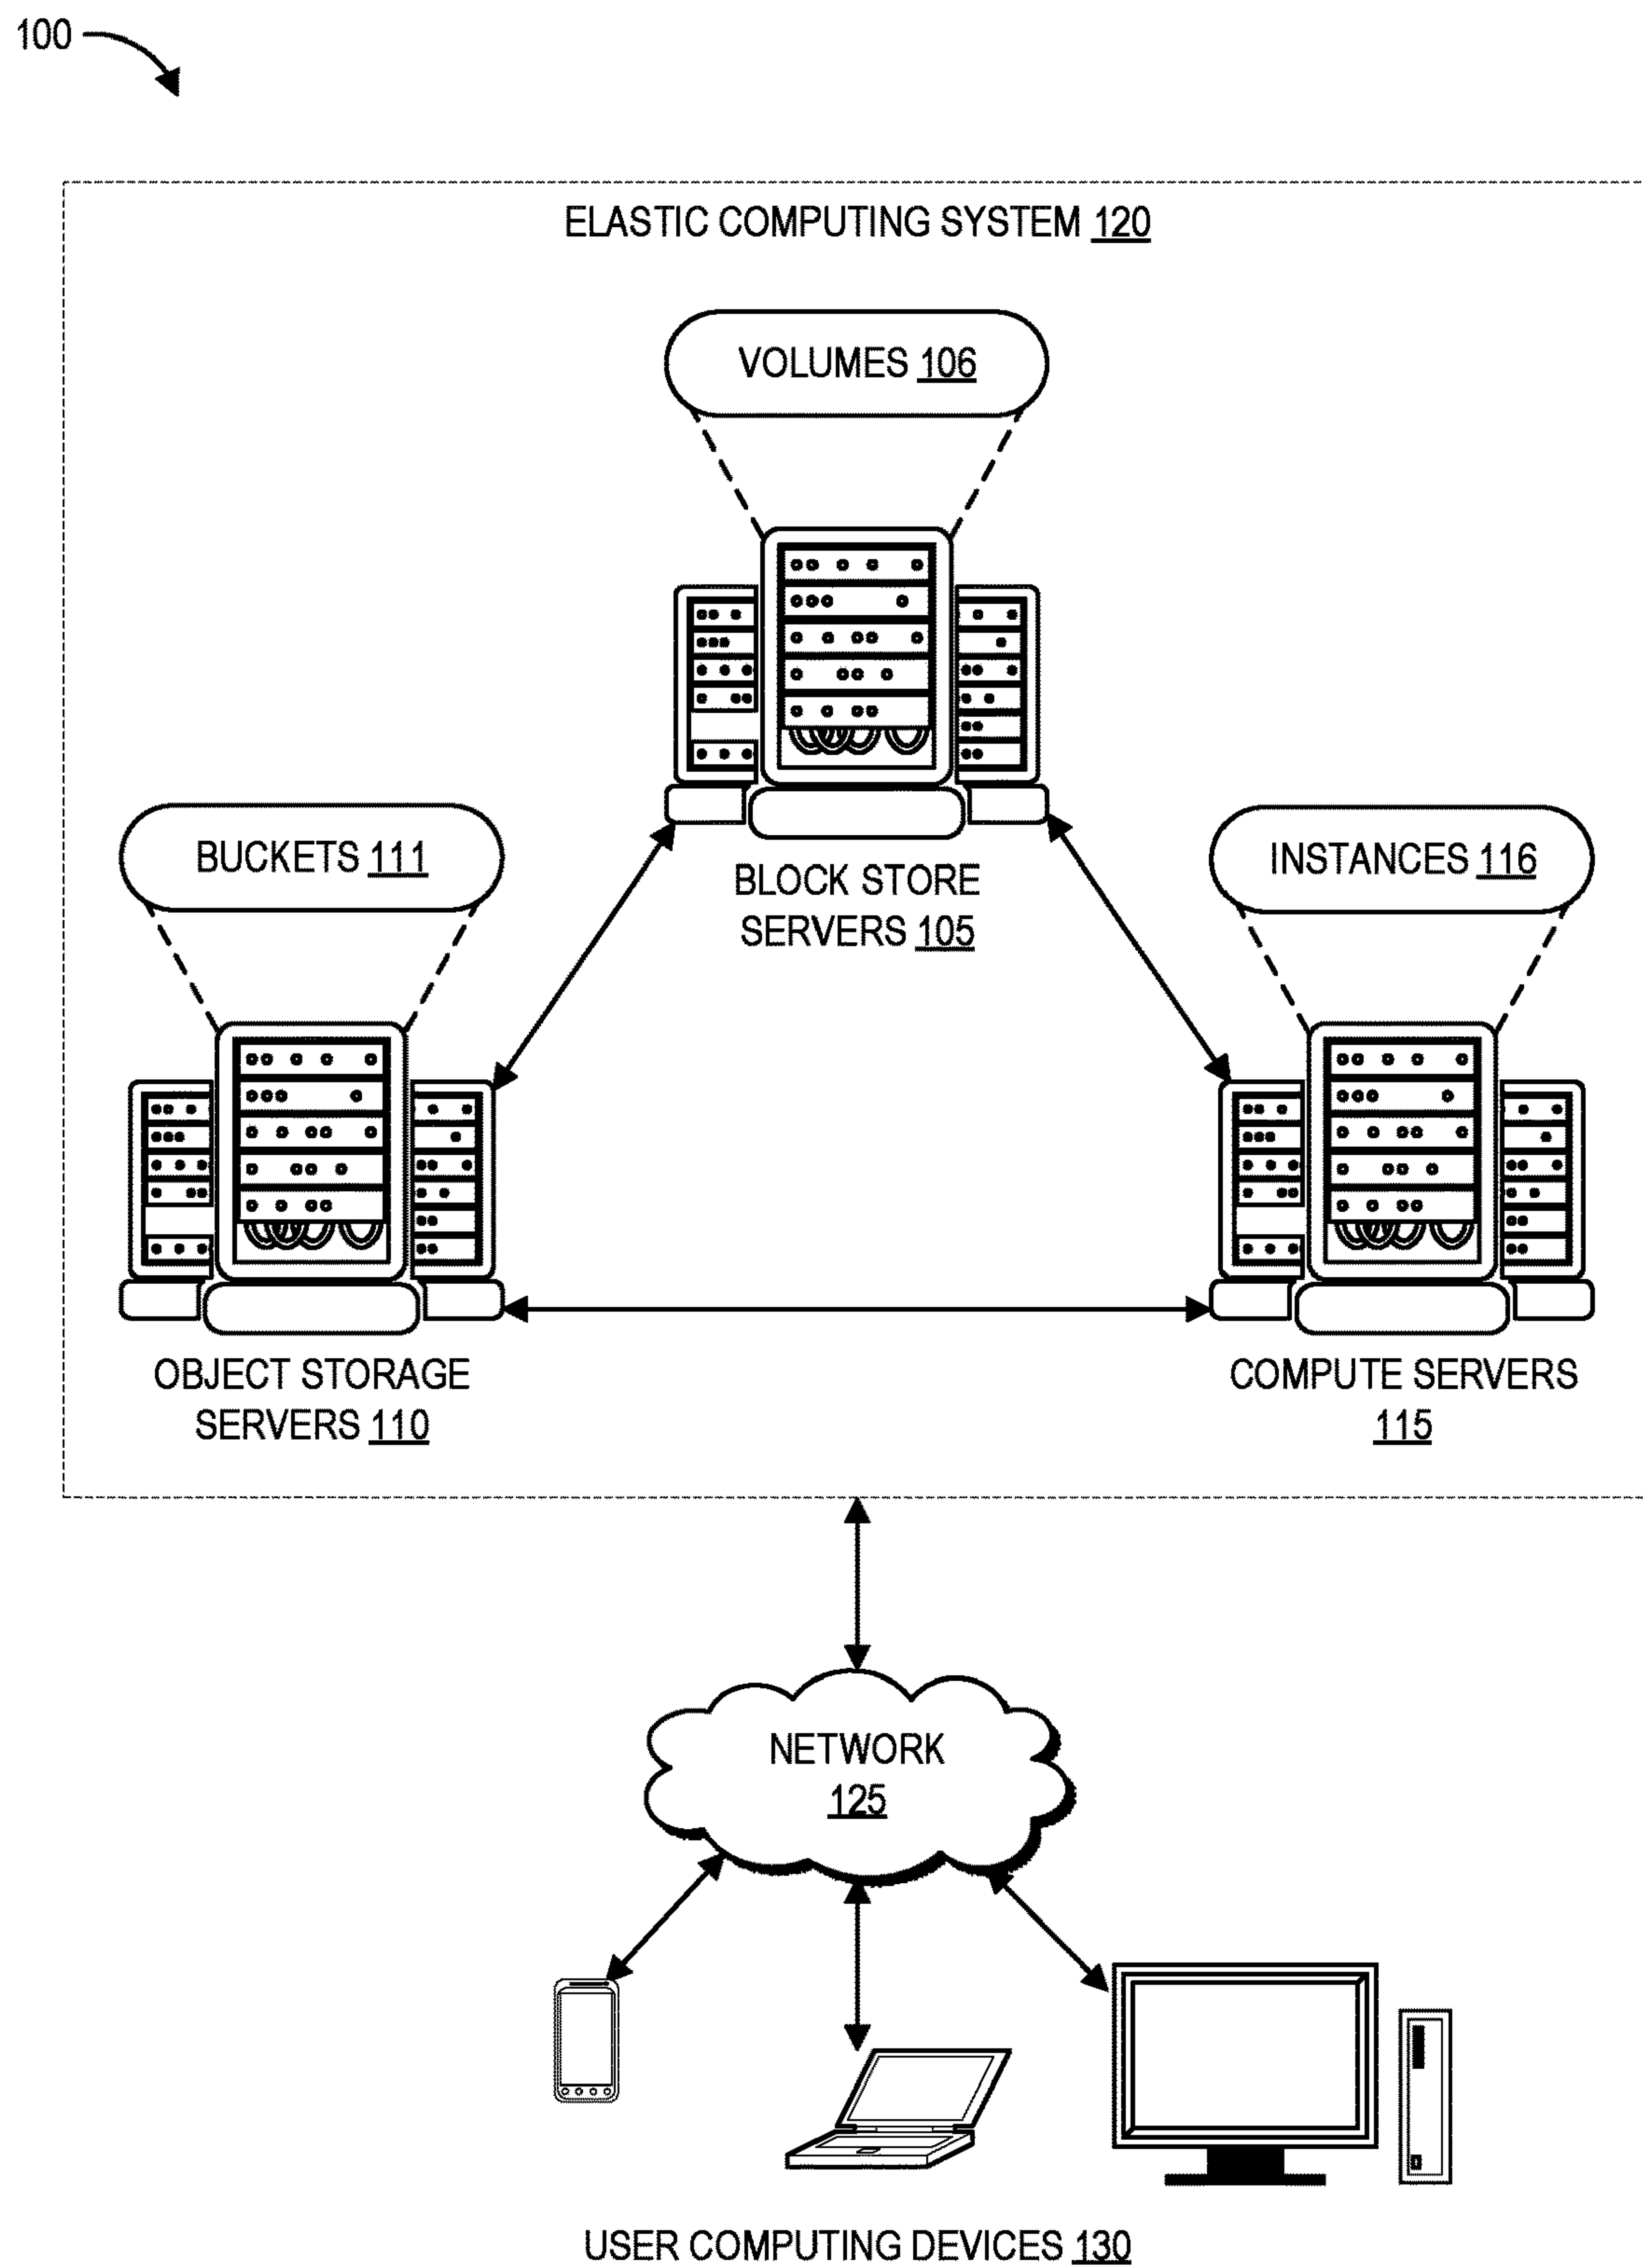 100
ELASTIC COMPUTING SYSTEM 120
VOLUMES 106
BLOCK STORE
SERVERS 105
BUCKETS 111
INSTANCES 116
OBJECT STORAGE
SERVERS 110
COMPUTE SERVERS
115
NETWORK
125
USER COMPUTING DEVICES 130